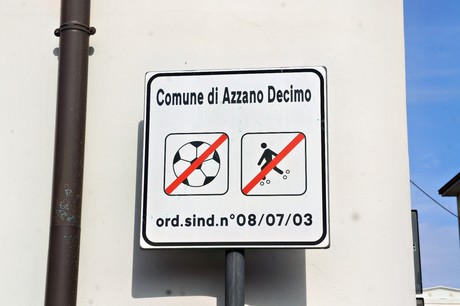 Comune di Azzano Decimo
ord.sind.n°08/07/03